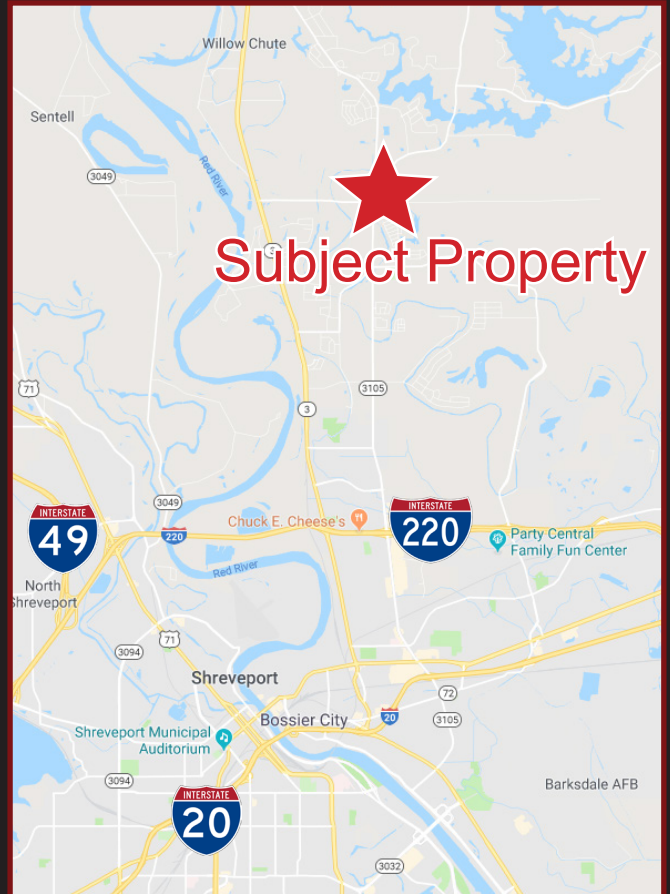 Willow Chute
Sentell
3049
Red River
3
Subject Property
71
3105
3
3049
INTERSTATE
49
220
Chuck E. Cheese's
INTERSTATE
220
Party Central
Family Fun Center
Red River
North
Shreveport
71
3094
Shreveport
72
20
3105
Bossier City
Shreveport Municipal
Auditorium
3094
Barksdale AFB
INTERSTATE
20
3032